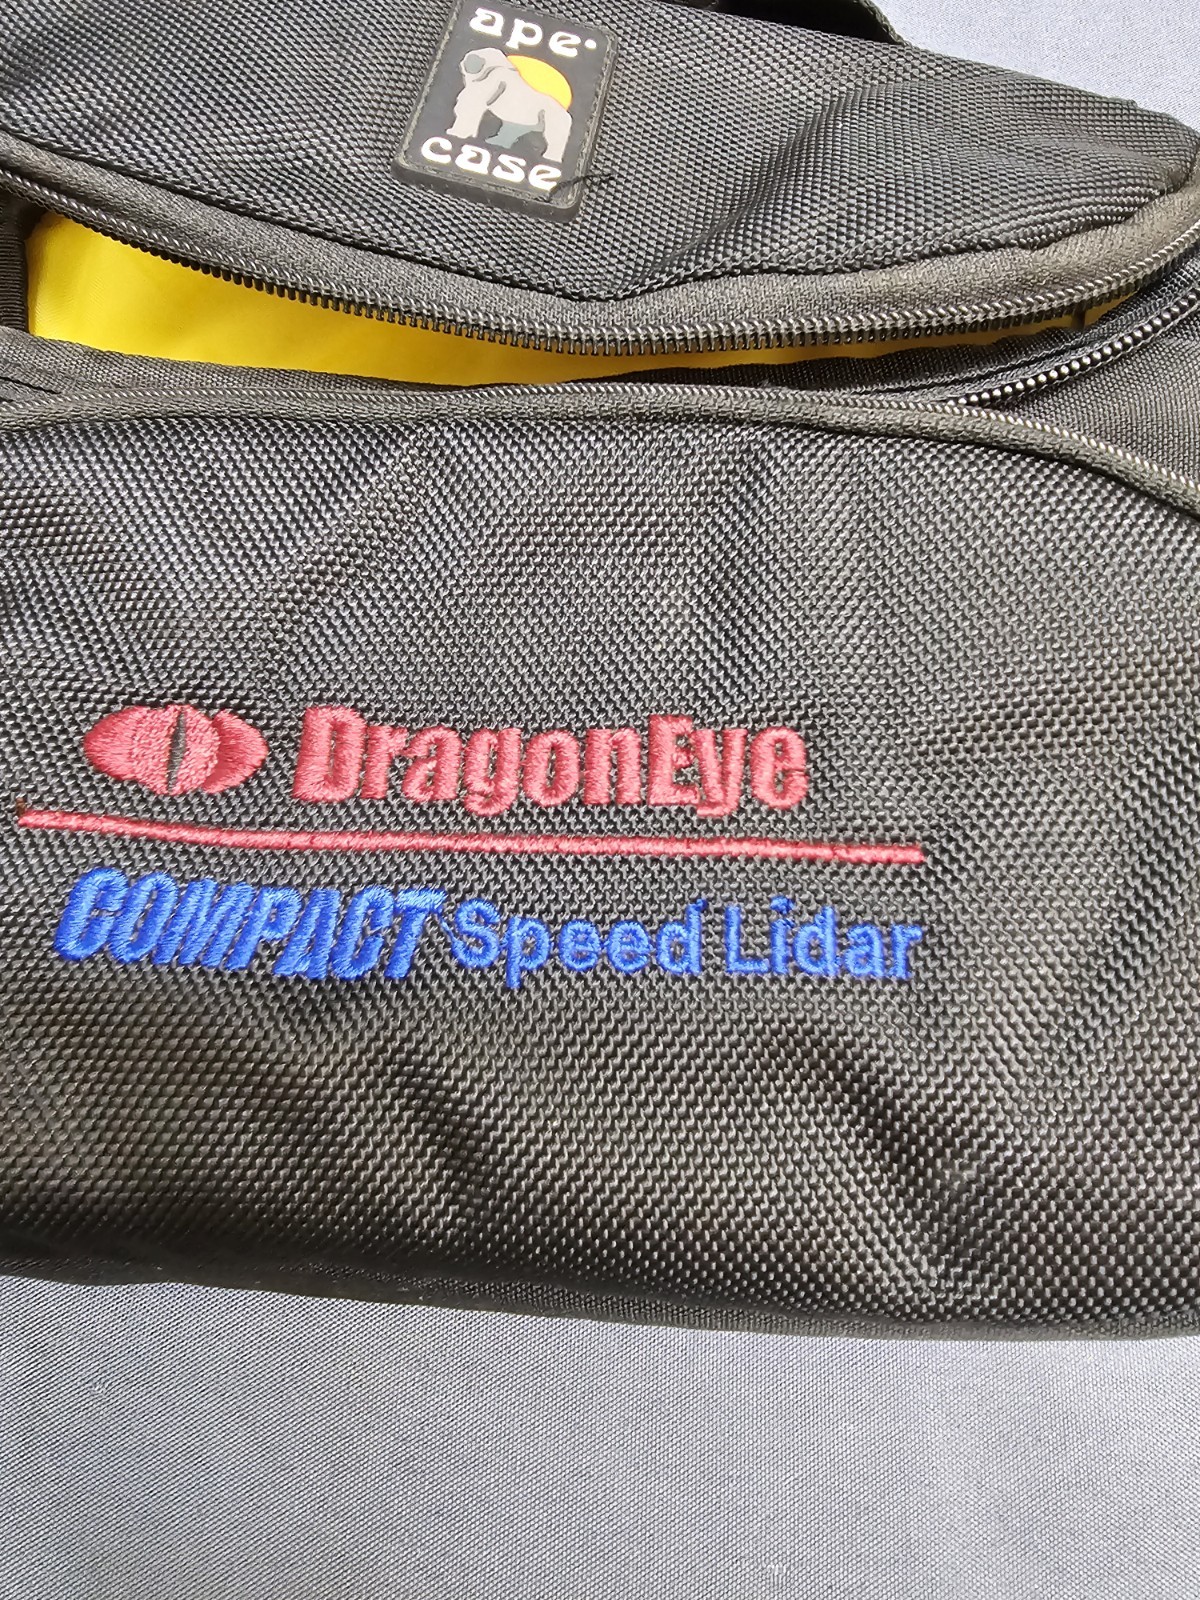 ape
case
DragonEye
COMPACT Speed Lidar